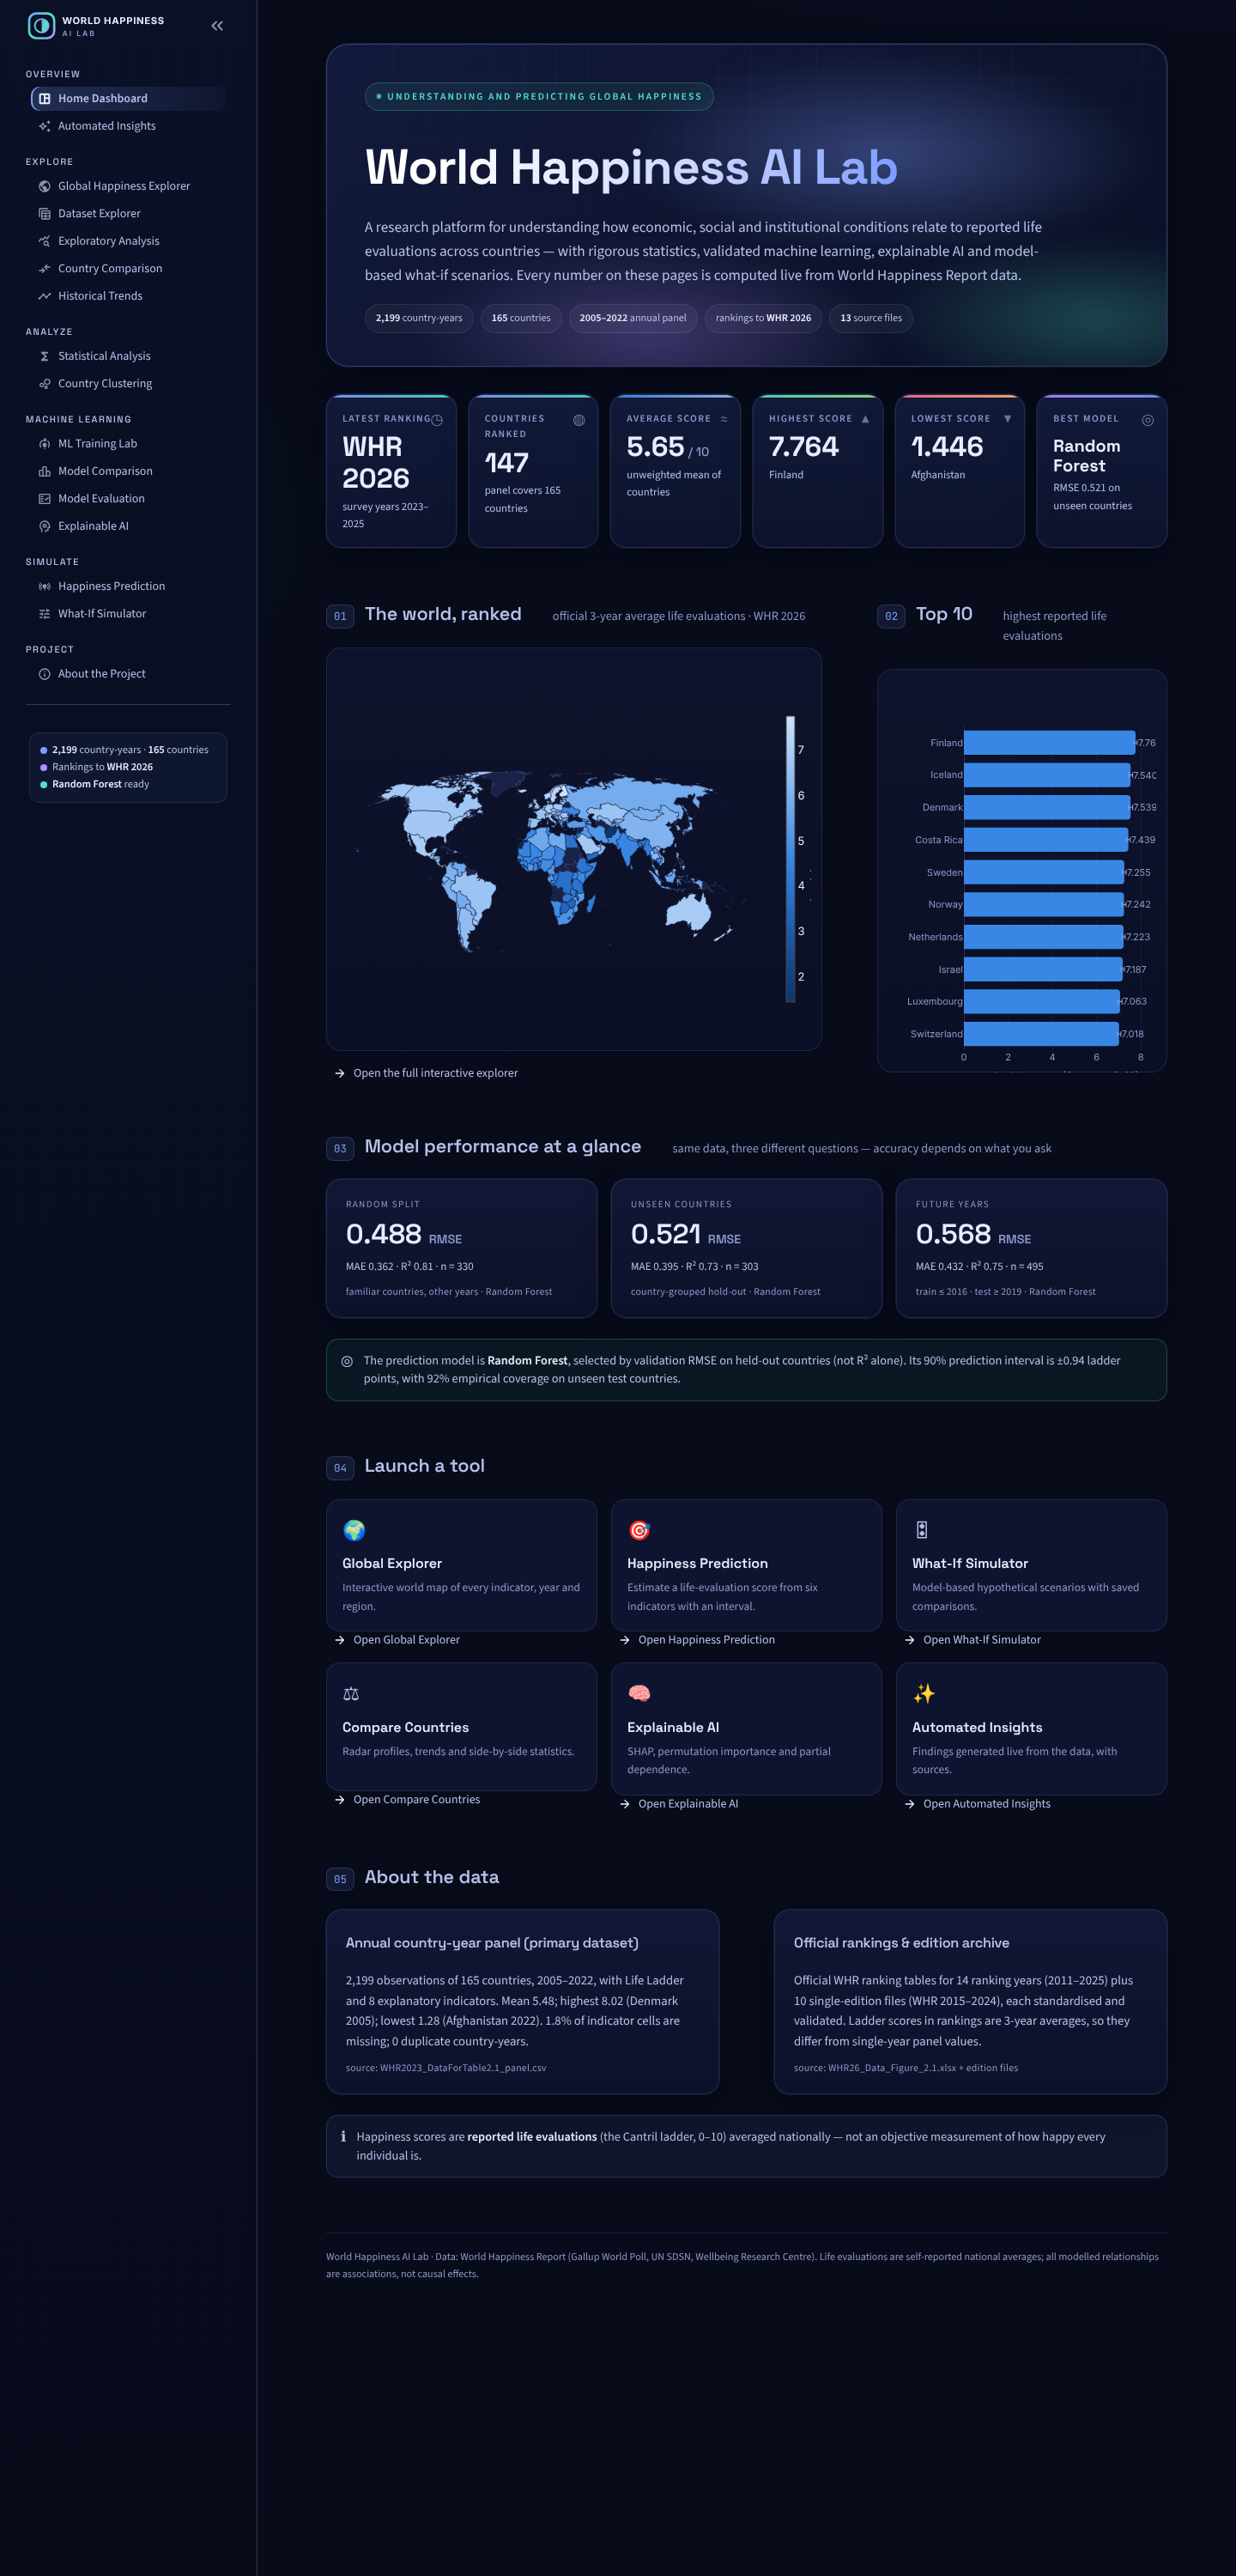 WORLD HAPPINESS
AI LAB
OVERVIEW
Home Dashboard
Automated Insights
EXPLORE
Global Happiness Explorer
Dataset Explorer
Exploratory Analysis
Country Comparison
Historical Trends
ANALYZE
Statistical Analysis
Country Clustering
MACHINE LEARNING
ML Training Lab
Model Comparison
Model Evaluation
Explainable AI
SIMULATE
Happiness Prediction
What-If Simulator
PROJECT
About the Project
2,199 country-years · 165 countries
Rankings to WHR 2026
Random Forest ready
UNDERSTANDING AND PREDICTING GLOBAL HAPPINESS
World Happiness AI Lab
A research platform for understanding how economic, social and institutional conditions relate to reported life
evaluations across countries — with rigorous statistics, validated machine learning, explainable AI and model-
based what-if scenarios. Every number on these pages is computed live from World Happiness Report data.
2,199 country-years
165 countries
2005–2022 annual panel
rankings to WHR 2026
13 source files
LATEST RANKING
WHR
2026
survey years 2023–
2025
COUNTRIES
RANKED
147
panel covers 165
countries
AVERAGE SCORE
5.65 / 10
unweighted mean of
countries
HIGHEST SCORE
7.764
Finland
LOWEST SCORE
1.446
Afghanistan
BEST MODEL
Random
Forest
RMSE 0.521 on
unseen countries
01 The world, ranked official 3-year average life evaluations · WHR 2026
7
6
5
4
3
2
→ Open the full interactive explorer
02 Top 10 highest reported life
evaluations
Finland 7.76
Iceland 7.540
Denmark 7.539
Costa Rica 7.439
Sweden 7.255
Norway 7.242
Netherlands 7.223
Israel 7.187
Luxembourg 7.063
Switzerland 7.018
0 2 4 6 8
03 Model performance at a glance same data, three different questions — accuracy depends on what you ask
RANDOM SPLIT
0.488 RMSE
MAE 0.362 · R² 0.81 · n = 330
familiar countries, other years · Random Forest
UNSEEN COUNTRIES
0.521 RMSE
MAE 0.395 · R² 0.73 · n = 303
country-grouped hold-out · Random Forest
FUTURE YEARS
0.568 RMSE
MAE 0.432 · R² 0.75 · n = 495
train ≤ 2016 · test ≥ 2019 · Random Forest
The prediction model is Random Forest, selected by validation RMSE on held-out countries (not R² alone). Its 90% prediction interval is ±0.94 ladder
points, with 92% empirical coverage on unseen test countries.
04 Launch a tool
Global Explorer
Interactive world map of every indicator, year and
region.
→ Open Global Explorer
Happiness Prediction
Estimate a life-evaluation score from six
indicators with an interval.
→ Open Happiness Prediction
What-If Simulator
Model-based hypothetical scenarios with saved
comparisons.
→ Open What-If Simulator
Compare Countries
Radar profiles, trends and side-by-side statistics.
→ Open Compare Countries
Explainable AI
SHAP, permutation importance and partial
dependence.
→ Open Explainable AI
Automated Insights
Findings generated live from the data, with
sources.
→ Open Automated Insights
05 About the data
Annual country-year panel (primary dataset)
2,199 observations of 165 countries, 2005–2022, with Life Ladder
and 8 explanatory indicators. Mean 5.48; highest 8.02 (Denmark
2005); lowest 1.28 (Afghanistan 2022). 1.8% of indicator cells are
missing; 0 duplicate country-years.
source: WHR2023_DataForTable2.1_panel.csv
Official rankings & edition archive
Official WHR ranking tables for 14 ranking years (2011–2025) plus
10 single-edition files (WHR 2015–2024), each standardised and
validated. Ladder scores in rankings are 3-year averages, so they
differ from single-year panel values.
source: WHR26_Data_Figure_2.1.xlsx + edition files
Happiness scores are reported life evaluations (the Cantril ladder, 0–10) averaged nationally — not an objective measurement of how happy every
individual is.
World Happiness AI Lab · Data: World Happiness Report (Gallup World Poll, UN SDSN, Wellbeing Research Centre). Life evaluations are self-reported national averages; all modelled relationships
are associations, not causal effects.